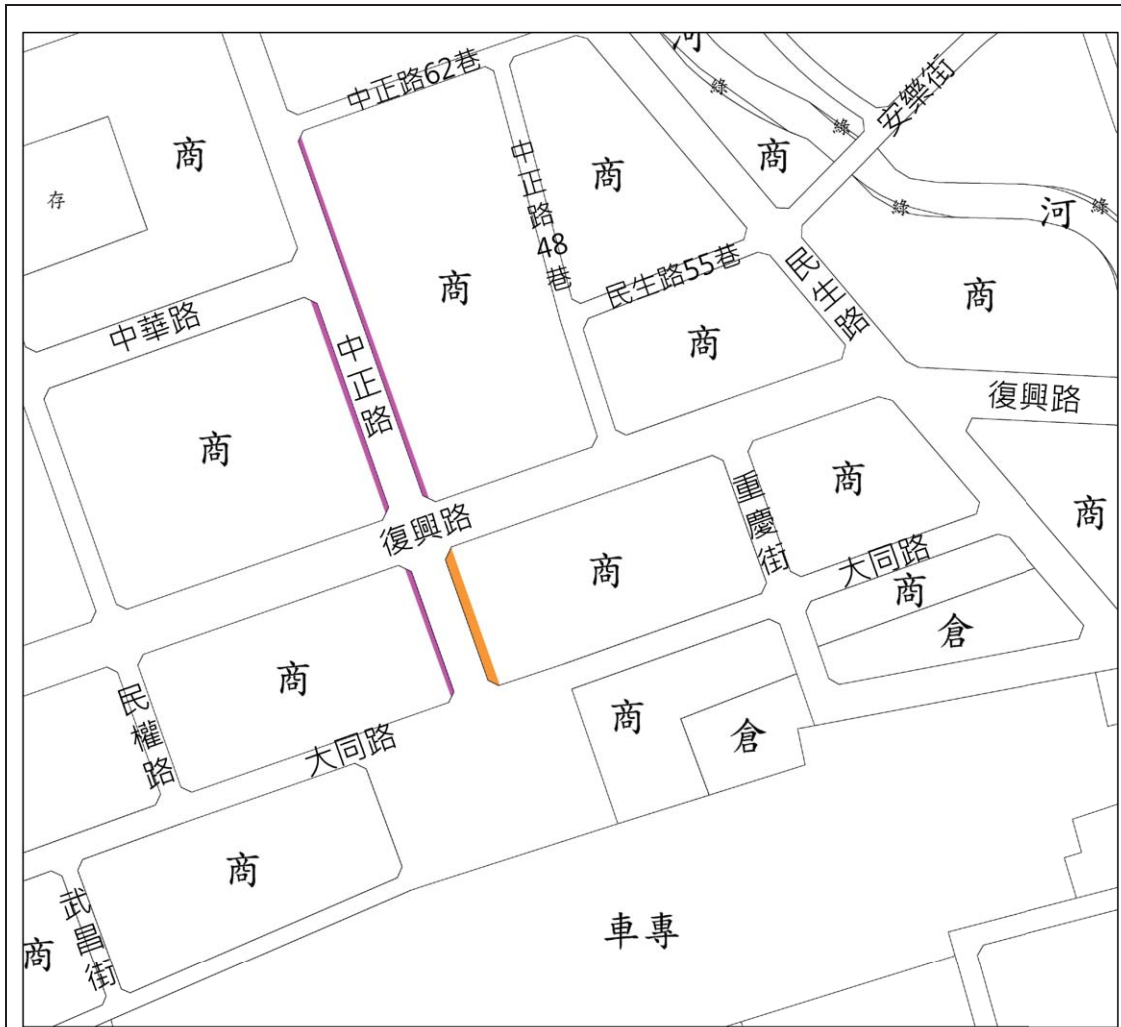 河
中正路62巷
綠
安樂街
綠
商
商
中正路48巷
商
存
綠
綠
河
商
民生路55巷
民生路
商
中華路
商
中正路
復興路
商
商
重慶街
商
復興路
大同路
商
商
倉
商
民權路
商
倉
大同路
商
武昌街
車專
商